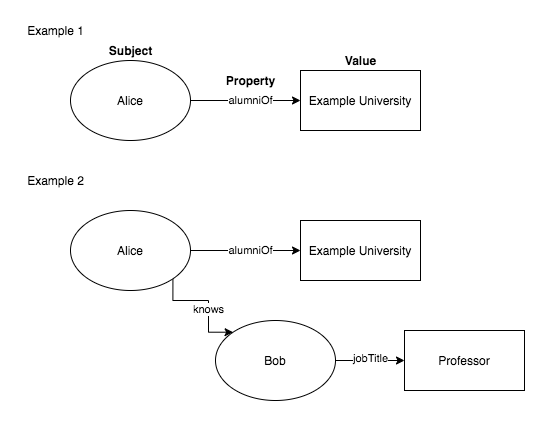 Example 1
Subject
Property
Value
Alice
alumniOf
Example University
Example 2
Alice
alumniOf
Example University
knows
Bob
jobTitle
Professor